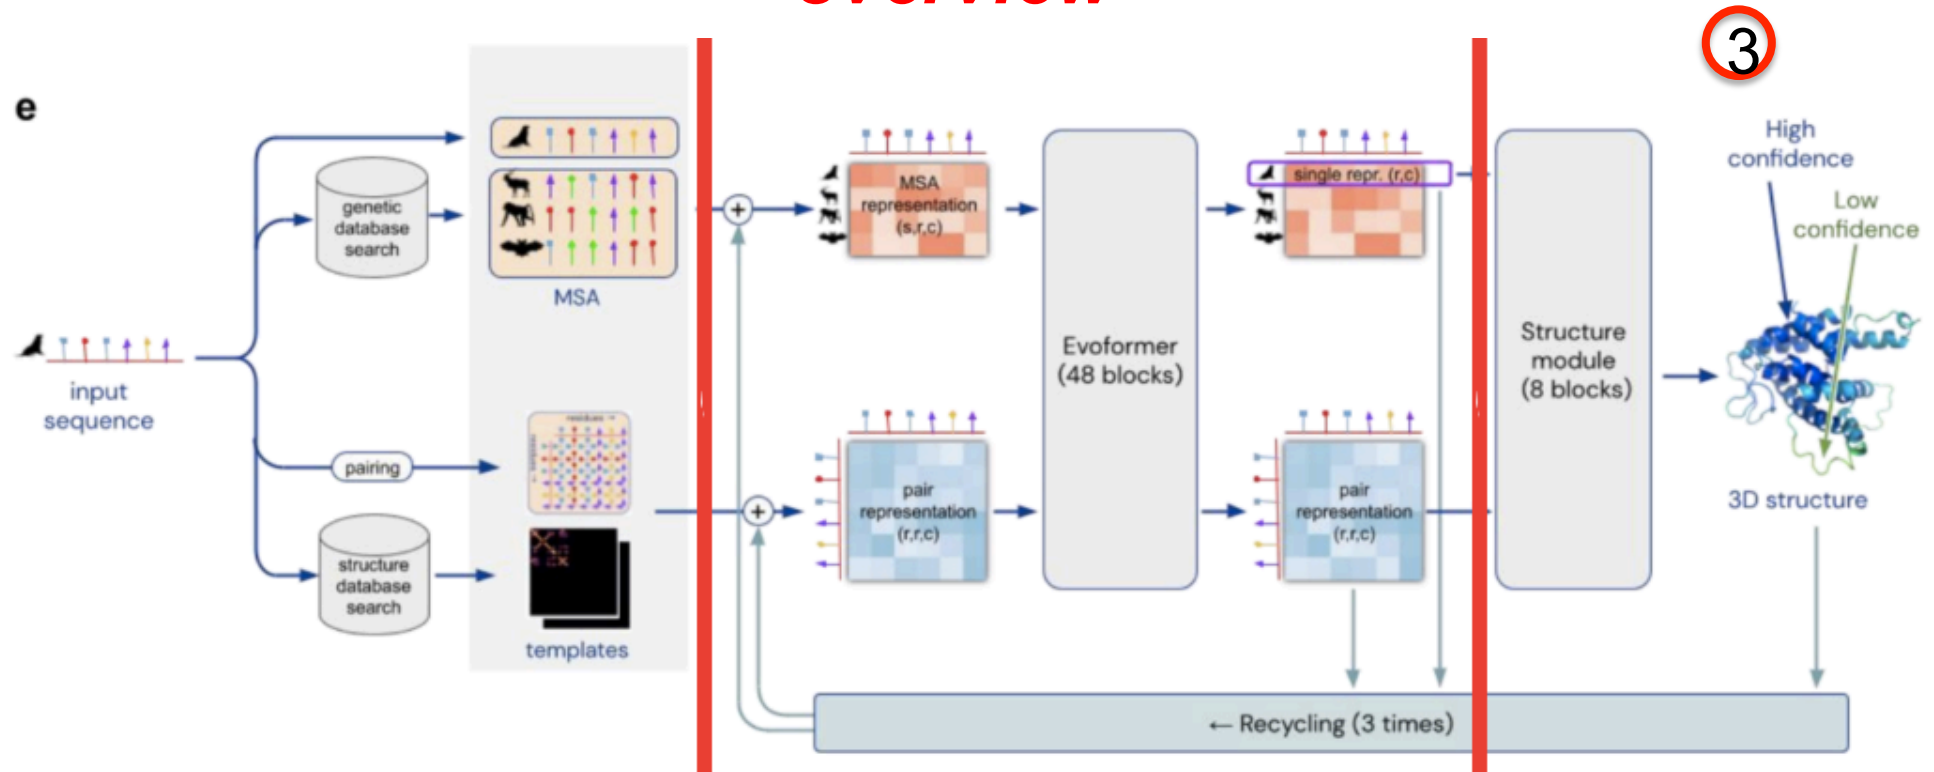 overview
3
e
input
sequence
genetic
database
search
pairing
structure
database
search
MSA
templates
+
+
MSA
representation
(s,r,c)
pair
representation
(r,r,c)
Evoformer
(48 blocks)
single repr. (r,c)
pair
representation
(r,r,c)
Structure
module
(8 blocks)
High
confidence
Low
confidence
3D structure
← Recycling (3 times)